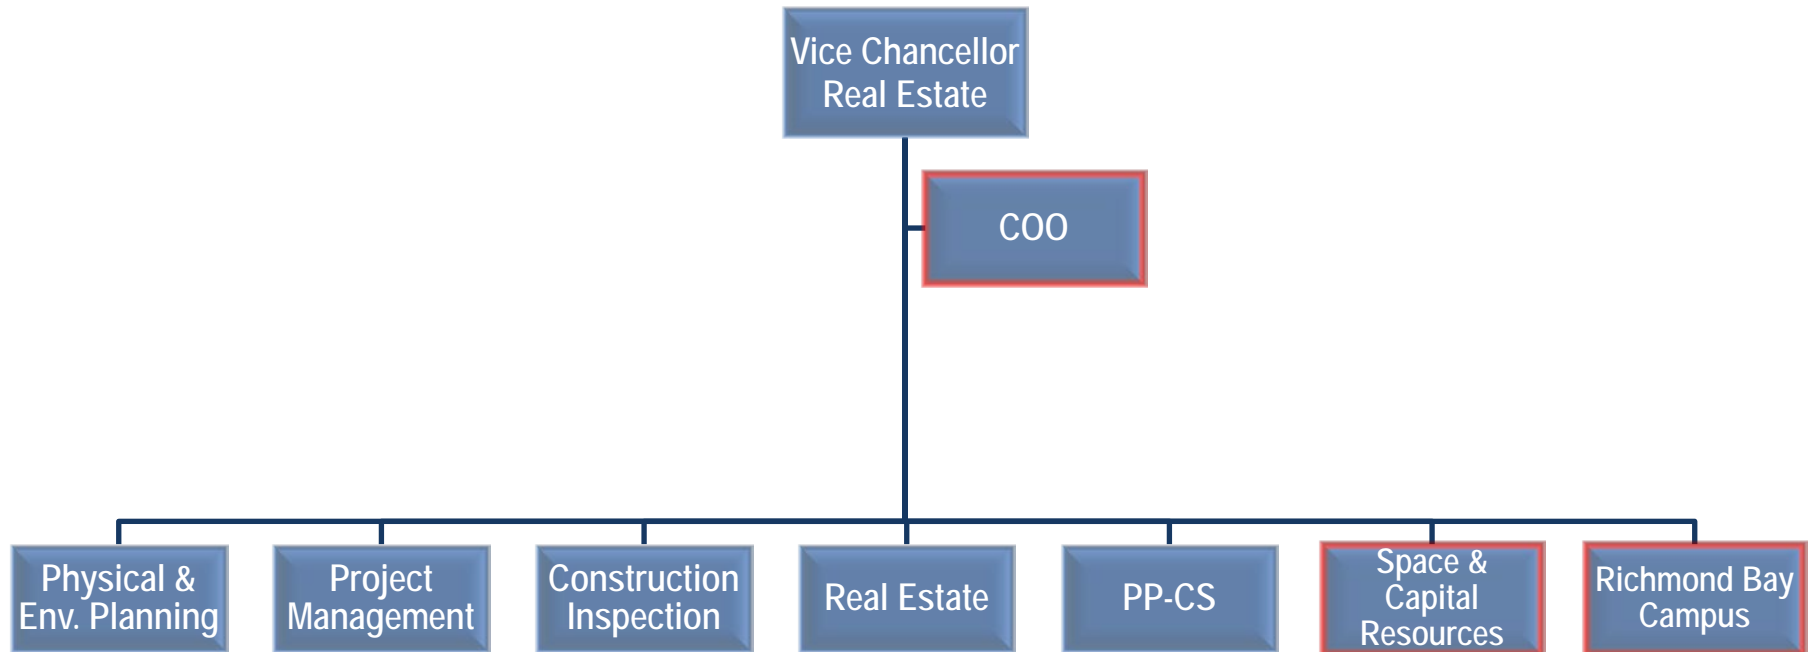 Vice Chancellor
Real Estate
COO
Physical &
Env. Planning
Project
Management
Construction
Inspection
Real Estate
PP-CS
Space &
Capital
Resources
Richmond Bay
Campus